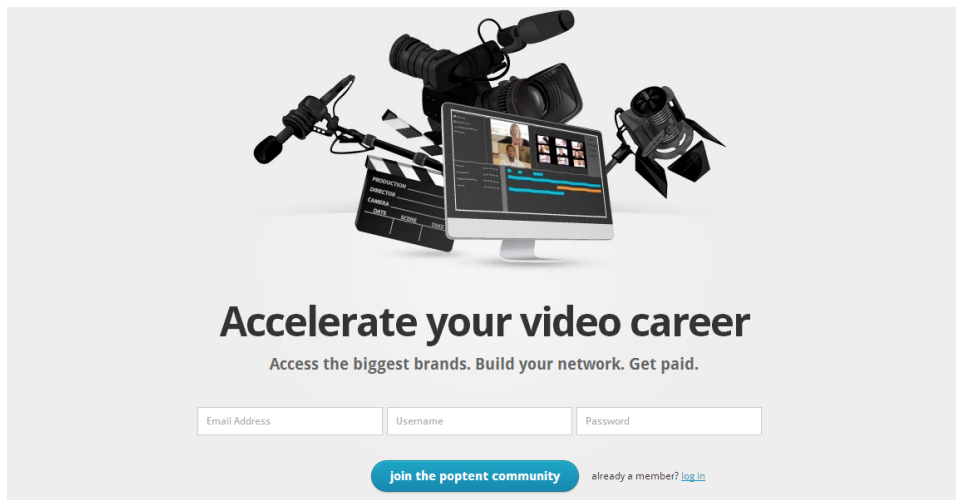 PRODUCTION
DIRECTOR
CAMERA
DATE SCENE TAKE
Accelerate your video career
Access the biggest brands. Build your network. Get paid.
Email Address Username Password
join the poptent community already a member? log in